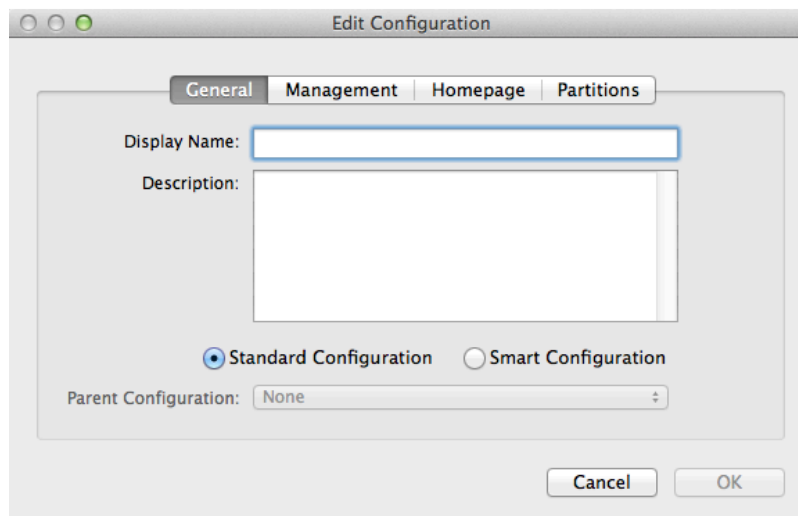 Edit Configuration
General Management Homepage Partitions
Display Name:
Description:
Standard Configuration Smart Configuration
Parent Configuration: None
Cancel OK